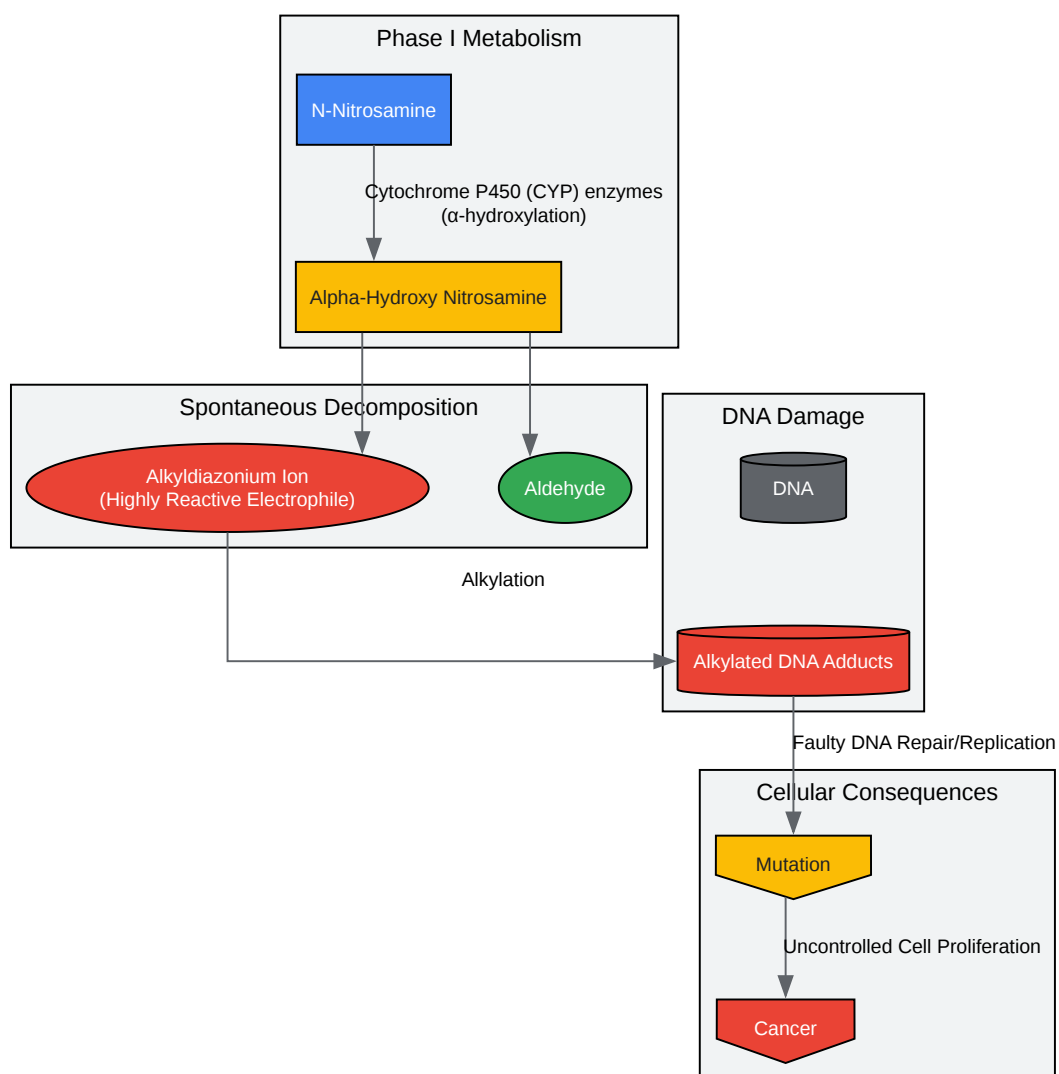 Phase I Metabolism
N-Nitrosamine
Cytochrome P450 (CYP) enzymes
(α-hydroxylation)
Alpha-Hydroxy Nitrosamine
Spontaneous Decomposition
Alkyldiazonium Ion
(Highly Reactive Electrophile)
Aldehyde
DNA Damage
DNA
Alkylation
Alkylated DNA Adducts
Faulty DNA Repair/Replication
Cellular Consequences
Mutation
Uncontrolled Cell Proliferation
Cancer